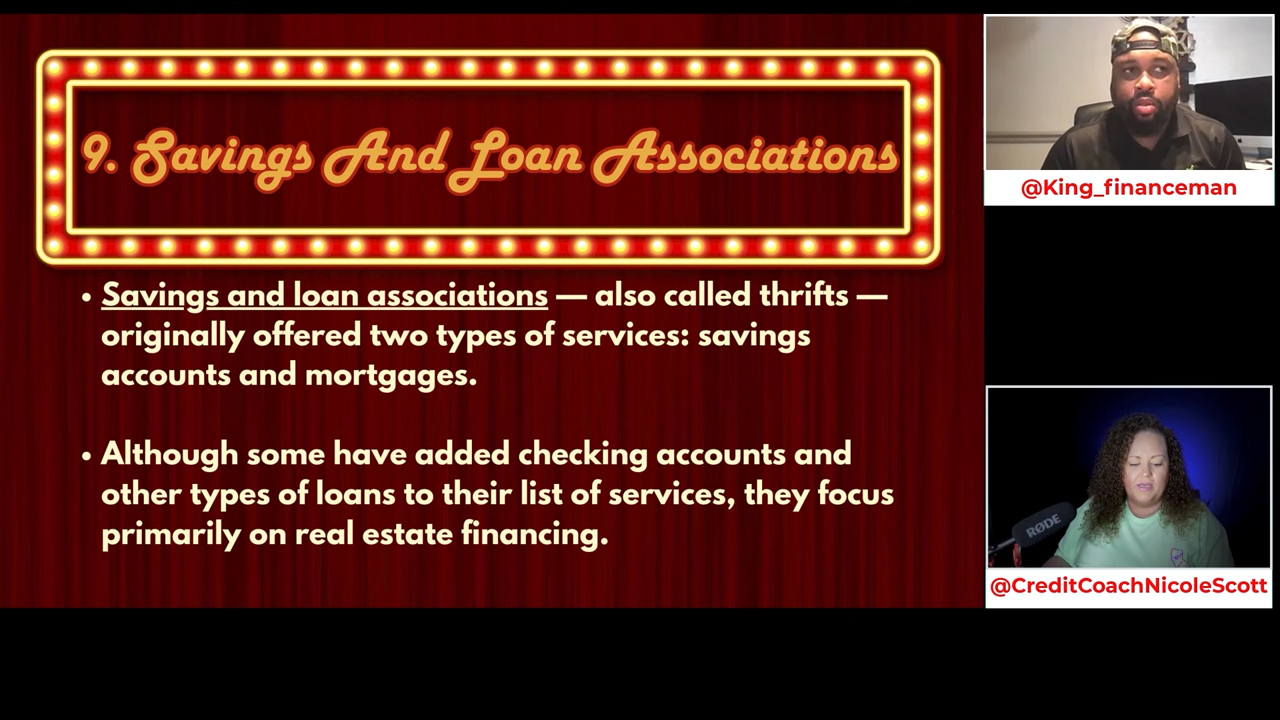 9. Savings And Loan Associations
• Savings and loan associations — also called thrifts —
originally offered two types of services: savings
accounts and mortgages.
• Although some have added checking accounts and
other types of loans to their list of services, they focus
primarily on real estate financing.
@King_financeman
RØDE
@CreditCoachNicoleScott